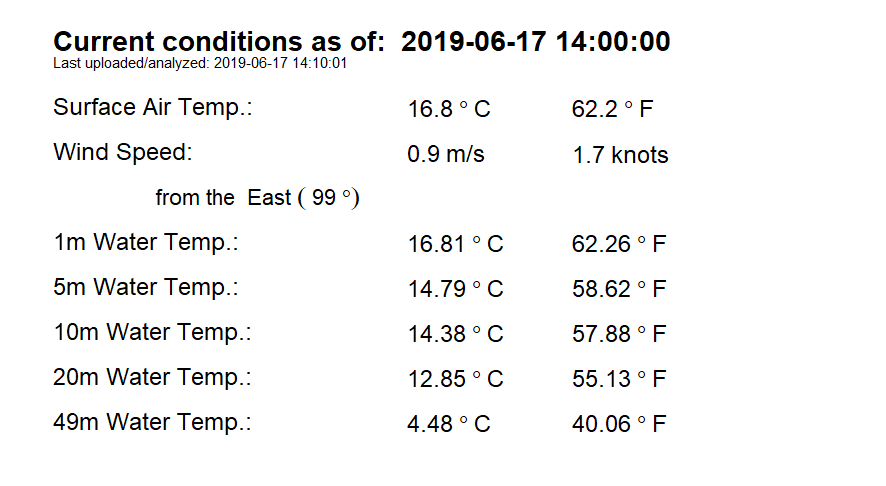 Current conditions as of: 2019-06-17 14:00:00
Last uploaded/analyzed: 2019-06-17 14:10:01
Surface Air Temp.: 16.8 ° C 62.2 ° F
Wind Speed: 0.9 m/s 1.7 knots
from the East ( 99 °)
1m Water Temp.: 16.81 ° C 62.26 ° F
5m Water Temp.: 14.79 ° C 58.62 ° F
10m Water Temp.: 14.38 ° C 57.88 ° F
20m Water Temp.: 12.85 ° C 55.13 ° F
49m Water Temp.: 4.48 ° C 40.06 ° F